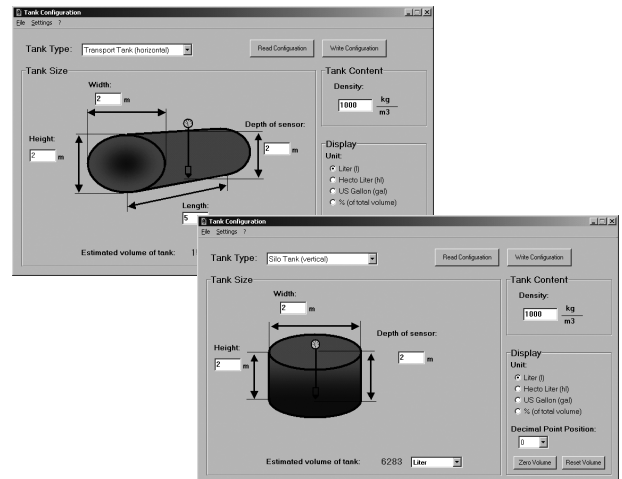 Tank Configuration
File Settings ?
Tank Type: Transport Tank (horizontal)
Read Configuration
Write Configuration
Tank Size
Width:
2 m
Height:
2 m
Depth of sensor:
2 m
Length:
5
Estimated volume of tank:
Tank Content
Density:
1000 kg
m3
Display
Unit:
Liter (l)
Hecto Liter (hl)
US Gallon (gal)
% (of total volume)
Tank Configuration
File Settings ?
Tank Type: Silo Tank (vertical)
Read Configuration
Write Configuration
Tank Size
Width:
2 m
Height:
2 m
Depth of sensor:
2 m
Estimated volume of tank: 6283 Liter
Tank Content
Density:
1000 kg
m3
Display
Unit:
Liter (l)
Hecto Liter (hl)
US Gallon (gal)
% (of total volume)
Decimal Point Position:
0
Zero Volume
Reset Volume